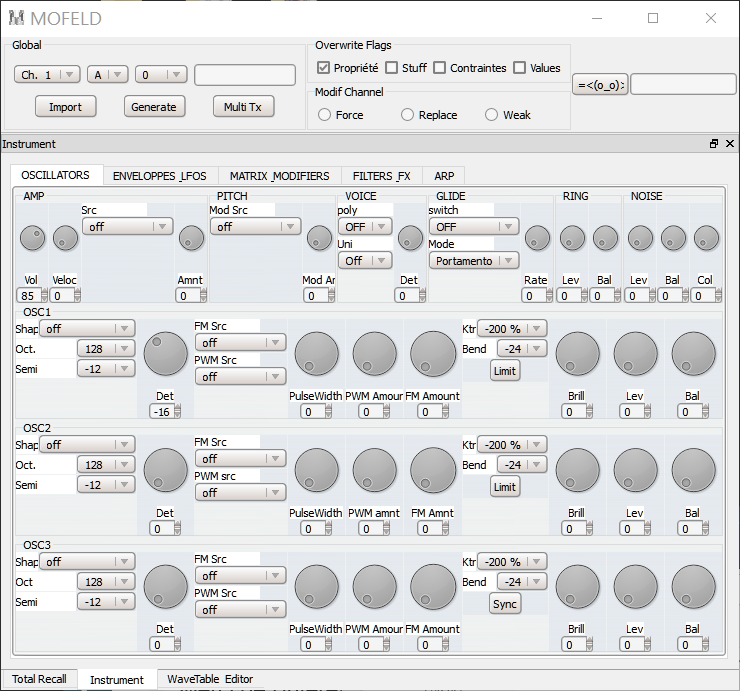 MOFELD
Global
Overwrite Flags
Ch. 1 A 0
Propriété Stuff Contraintes Values
=<(o_o):
Modif Channel
Import Generate Multi Tx
Force Replace Weak
Instrument
OSCILLATORS ENVELOPPES_LFOS MATRIX_MODIFIERS FILTERS_FX ARP
AMP PITCH VOICE GLIDE RING NOISE
Src Mod Src poly switch
off off OFF OFF
Uni Mode
Off Portamento
Vol Veloc Amnt Mod Ar Det Rate Lev Bal Lev Bal Col
85 0 0 0 0 0 0 0 0 0 0
OSC1
Shap off FM Src Ktr -200 %
off
Oct. 128 Bend -24
PWM Src
Semi -12 off Limit
Det PulseWidth PWM Amour FM Amount Brill Lev Bal
-16 0 0 0 0 0 0
OSC2
Shap off FM Src Ktr -200 %
off
Oct. 128 Bend -24
PWM src
Semi -12 off Limit
Det PulseWidth PWM amnt FM Amnt Brill Lev Bal
0 0 0 0 0 0 0
OSC3
Shap off FM Src Ktr -200 %
off
Oct 128 Bend -24
PWM Src
Semi -12 off Sync
Det PulseWidth PWM Amour FM Amount Brill Lev Bal
0 0 0 0 0 0 0
Total Recall Instrument WaveTable Editor